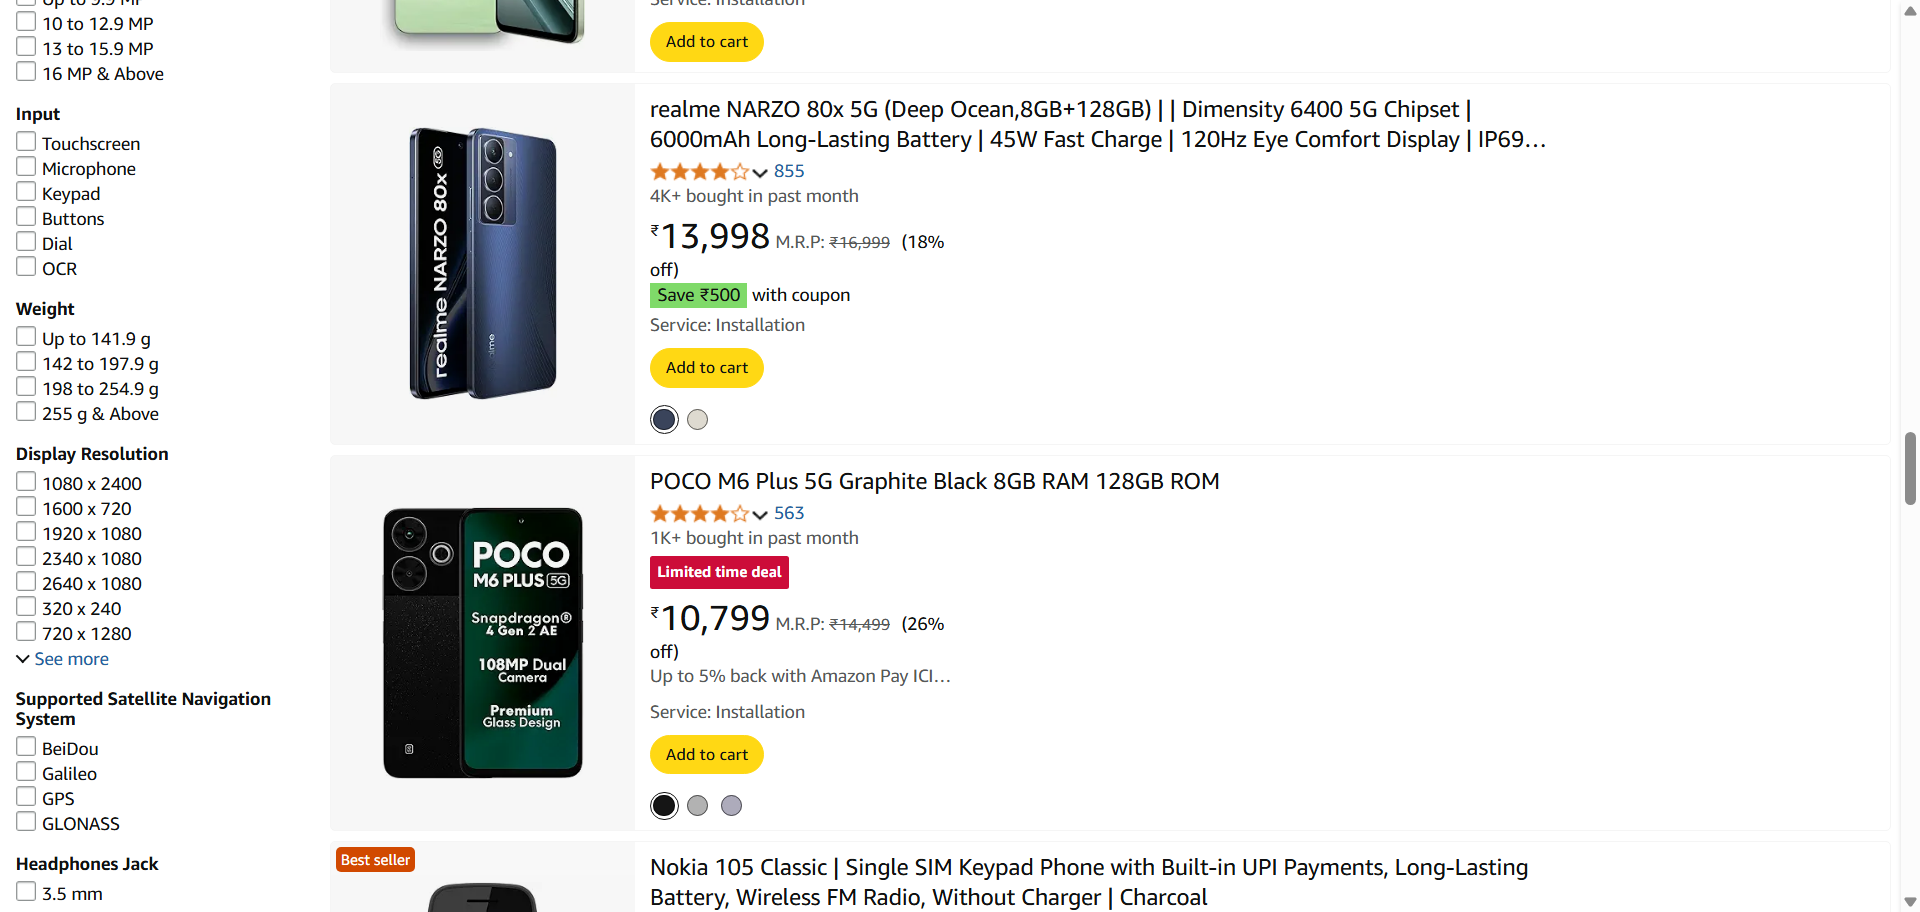 Up to 9.9 MP
10 to 12.9 MP
13 to 15.9 MP
16 MP & Above
Input
Touchscreen
Microphone
Keypad
Buttons
Dial
OCR
Weight
Up to 141.9 g
142 to 197.9 g
198 to 254.9 g
255 g & Above
Display Resolution
1080 x 2400
1600 x 720
1920 x 1080
2340 x 1080
2640 x 1080
320 x 240
720 x 1280
See more
Supported Satellite Navigation
System
BeiDou
Galileo
GPS
GLONASS
Headphones Jack
3.5 mm
Service: Installation
Add to cart
realme NARZO 80x 5G
realme
realme NARZO 80x 5G (Deep Ocean,8GB+128GB) | | Dimensity 6400 5G Chipset |
6000mAh Long-Lasting Battery | 45W Fast Charge | 120Hz Eye Comfort Display | IP69…
855
4K+ bought in past month
₹13,998 M.R.P: ₹16,999 (18%
off)
Save ₹500 with coupon
Service: Installation
Add to cart
POCO
M6 PLUS 5G
Snapdragon®
4 Gen 2 AE
108MP Dual
Camera
Premium
Glass Design
POCO M6 Plus 5G Graphite Black 8GB RAM 128GB ROM
563
1K+ bought in past month
Limited time deal
₹10,799 M.R.P: ₹14,499 (26%
off)
Up to 5% back with Amazon Pay ICI…
Service: Installation
Add to cart
Best seller
Nokia 105 Classic | Single SIM Keypad Phone with Built-in UPI Payments, Long-Lasting
Battery, Wireless FM Radio, Without Charger | Charcoal